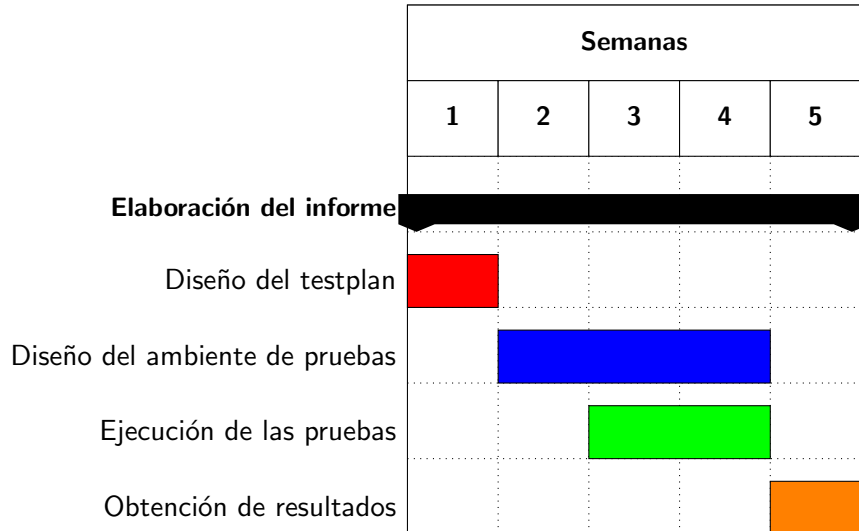 Semanas
1 2 3 4 5
Elaboración del informe
Diseño del testplan
Diseño del ambiente de pruebas
Ejecución de las pruebas
Obtención de resultados